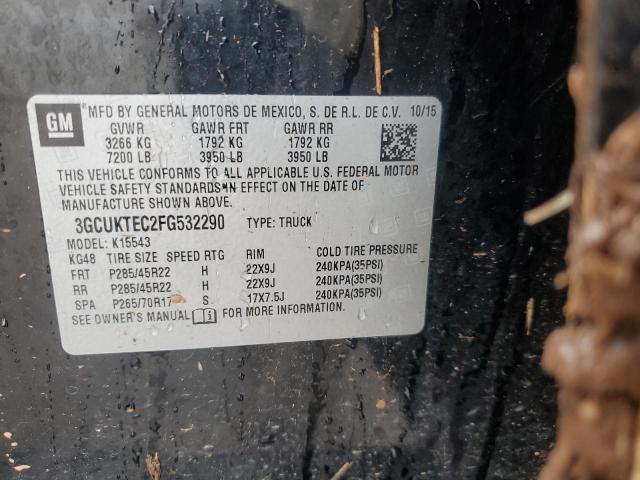 GM
MFD BY GENERAL MOTORS DE MEXICO, S. DE R.L. DE C.V. 10/15
GVWR GAWR FRT GAWR RR
3266 KG 1792 KG 1792 KG
7200 LB 3950 LB 3950 LB
THIS VEHICLE CONFORMS TO ALL APPLICABLE U.S. FEDERAL MOTOR
VEHICLE SAFETY STANDARDS IN EFFECT ON THE DATE OF
MANUFACTURE SHOWN ABOVE.
3GCUKTEC2FG532290 TYPE: TRUCK
MODEL: K15543
KG48 TIRE SIZE SPEED RTG RIM COLD TIRE PRESSURE
FRT P285/45R22 H 22X9J 240KPA(35PSI)
RR P285/45R22 H 22X9J 240KPA(35PSI)
SPA P265/70R17 S 17X7.5J 240KPA(35PSI)
SEE OWNER'S MANUAL FOR MORE INFORMATION.